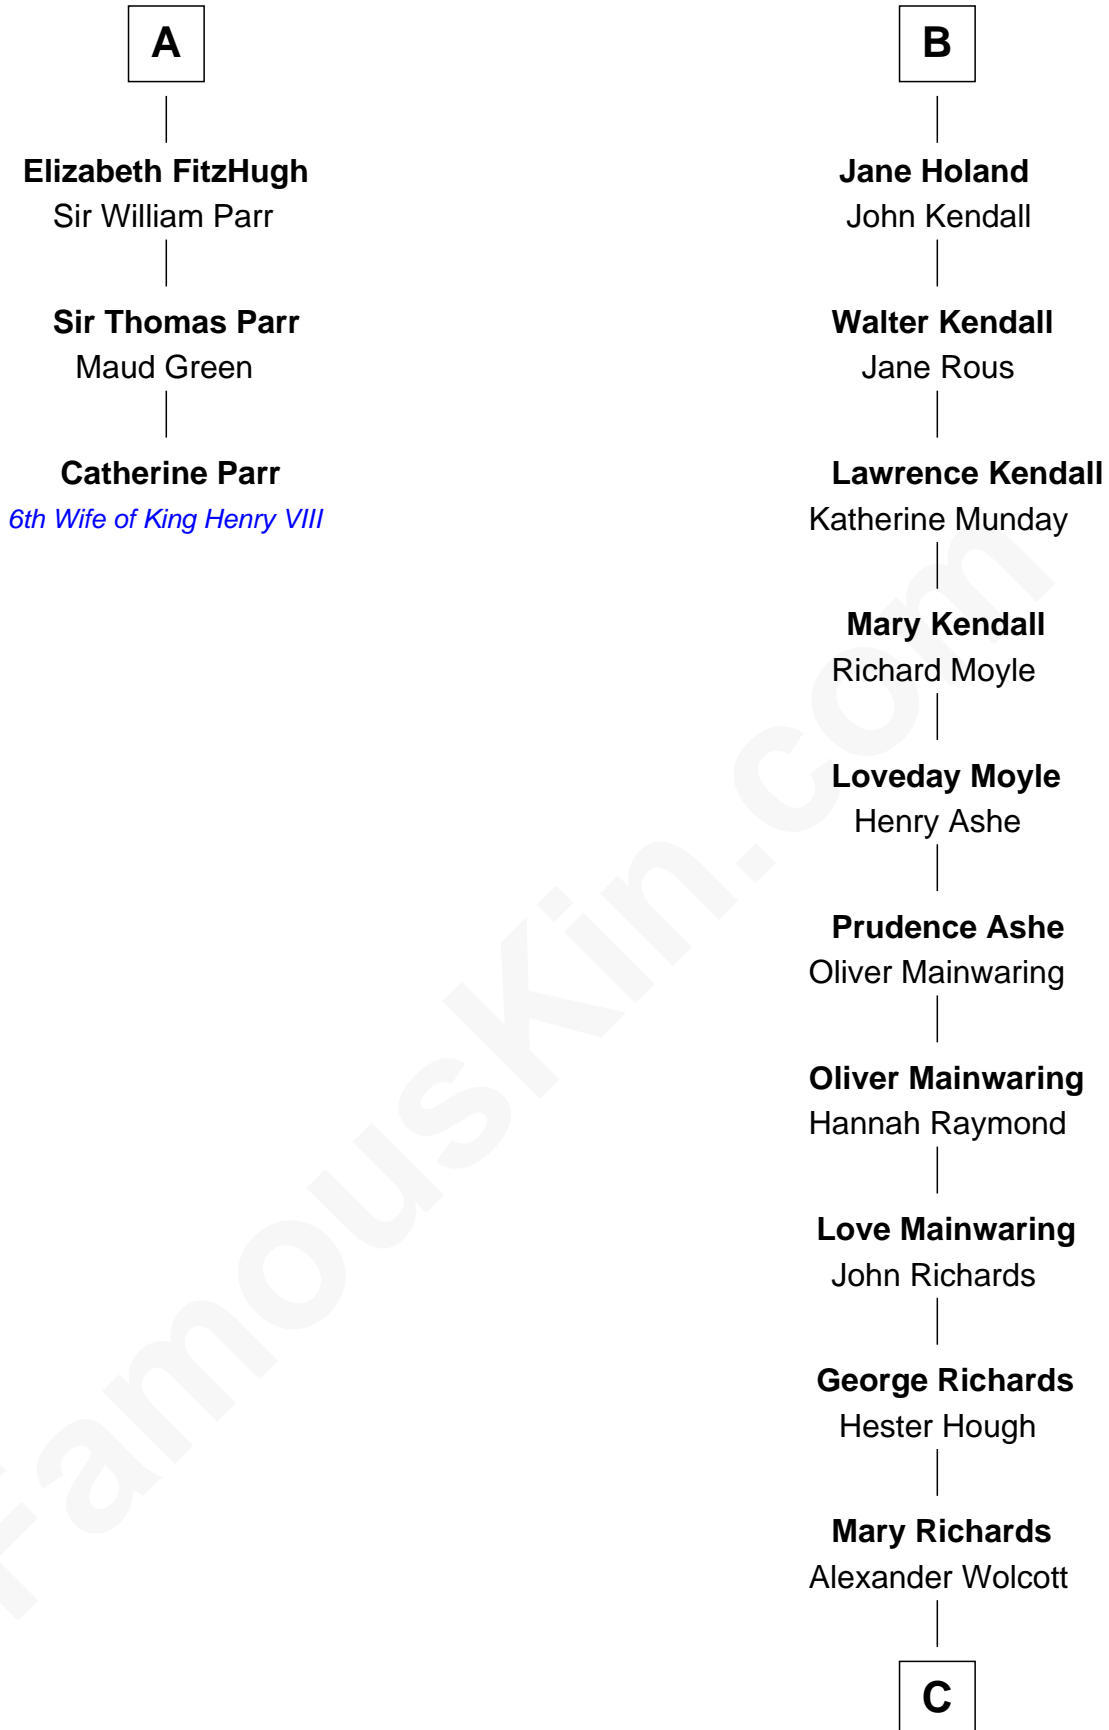 A
Elizabeth FitzHugh
Sir William Parr
Sir Thomas Parr
Maud Green
Catherine Parr
6th Wife of King Henry VIII
B
Jane Holand
John Kendall
Walter Kendall
Jane Rous
Lawrence Kendall
Katherine Munday
Mary Kendall
Richard Moyle
Loveday Moyle
Henry Ashe
Prudence Ashe
Oliver Mainwaring
Oliver Mainwaring
Hannah Raymond
Love Mainwaring
John Richards
George Richards
Hester Hough
Mary Richards
Alexander Wolcott
C
FamousKin.com